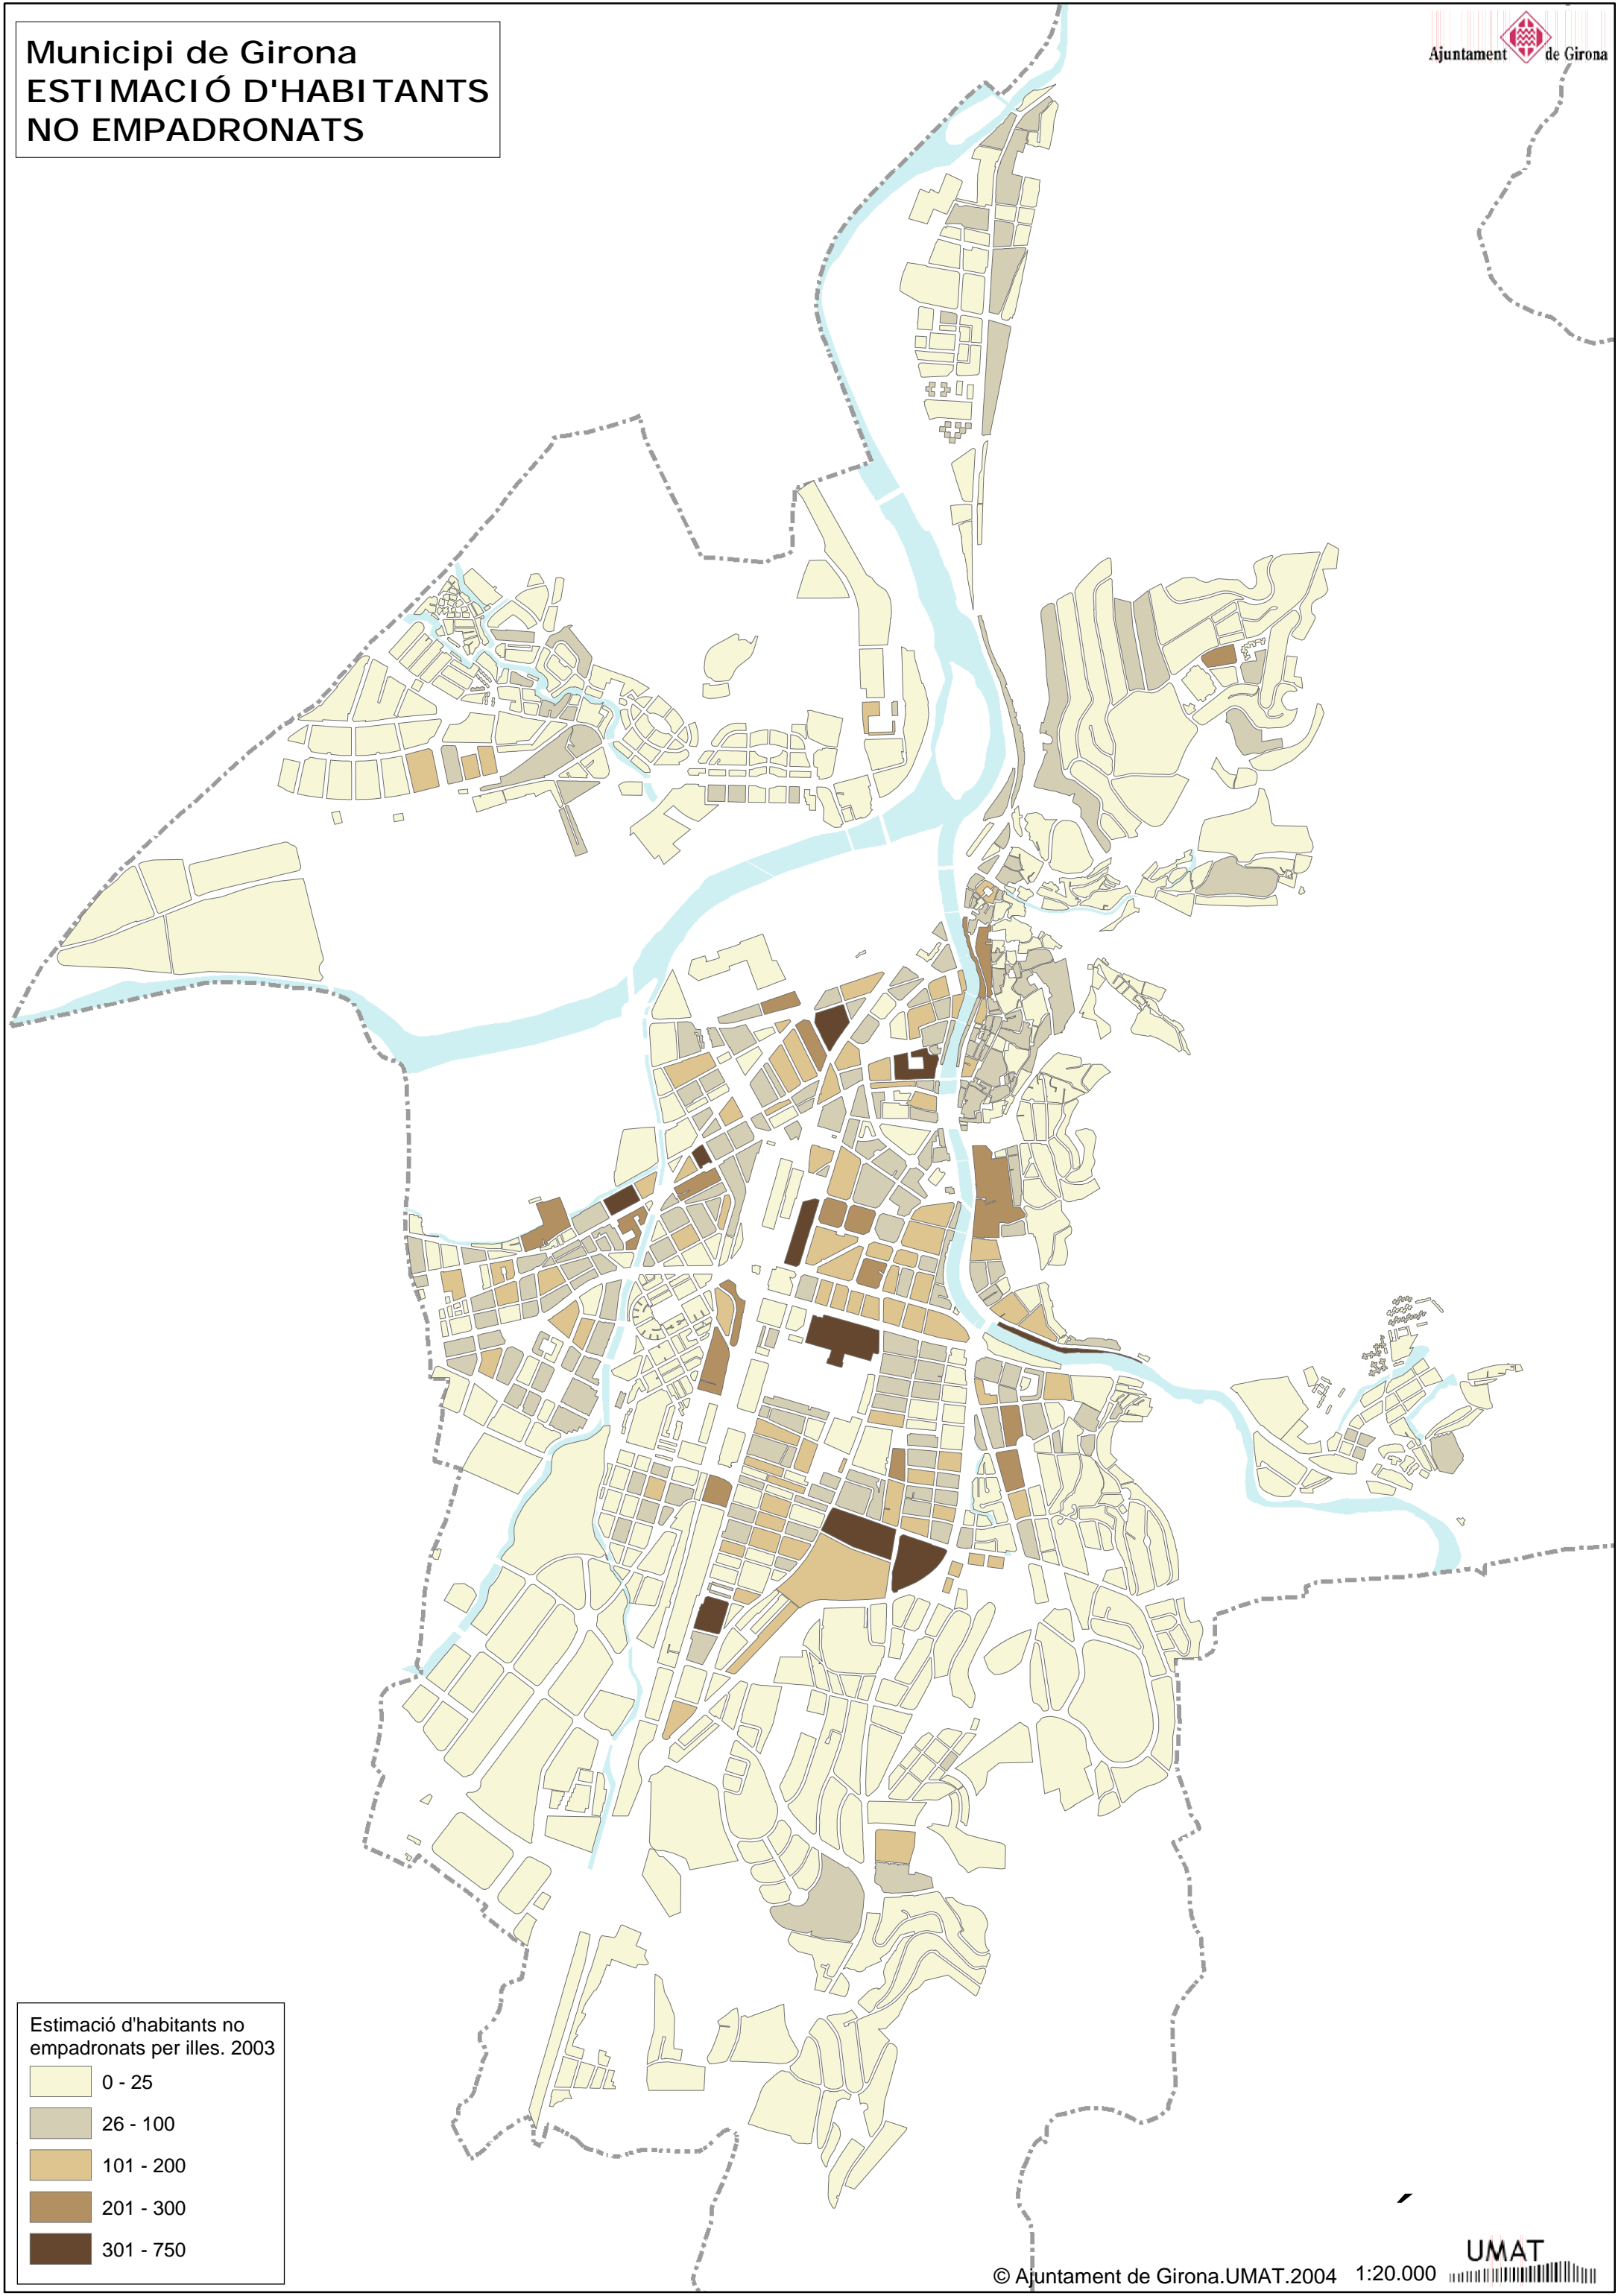 Municipi de Girona
ESTIMACIÓ D'HABITANTS
NO EMPADRONATS
Ajuntament de Girona
Estimació d'habitants no
empadronats per illes. 2003
0 - 25
26 - 100
101 - 200
201 - 300
301 - 750
© Ajuntament de Girona.UMAT.2004 1:20.000
UMAT